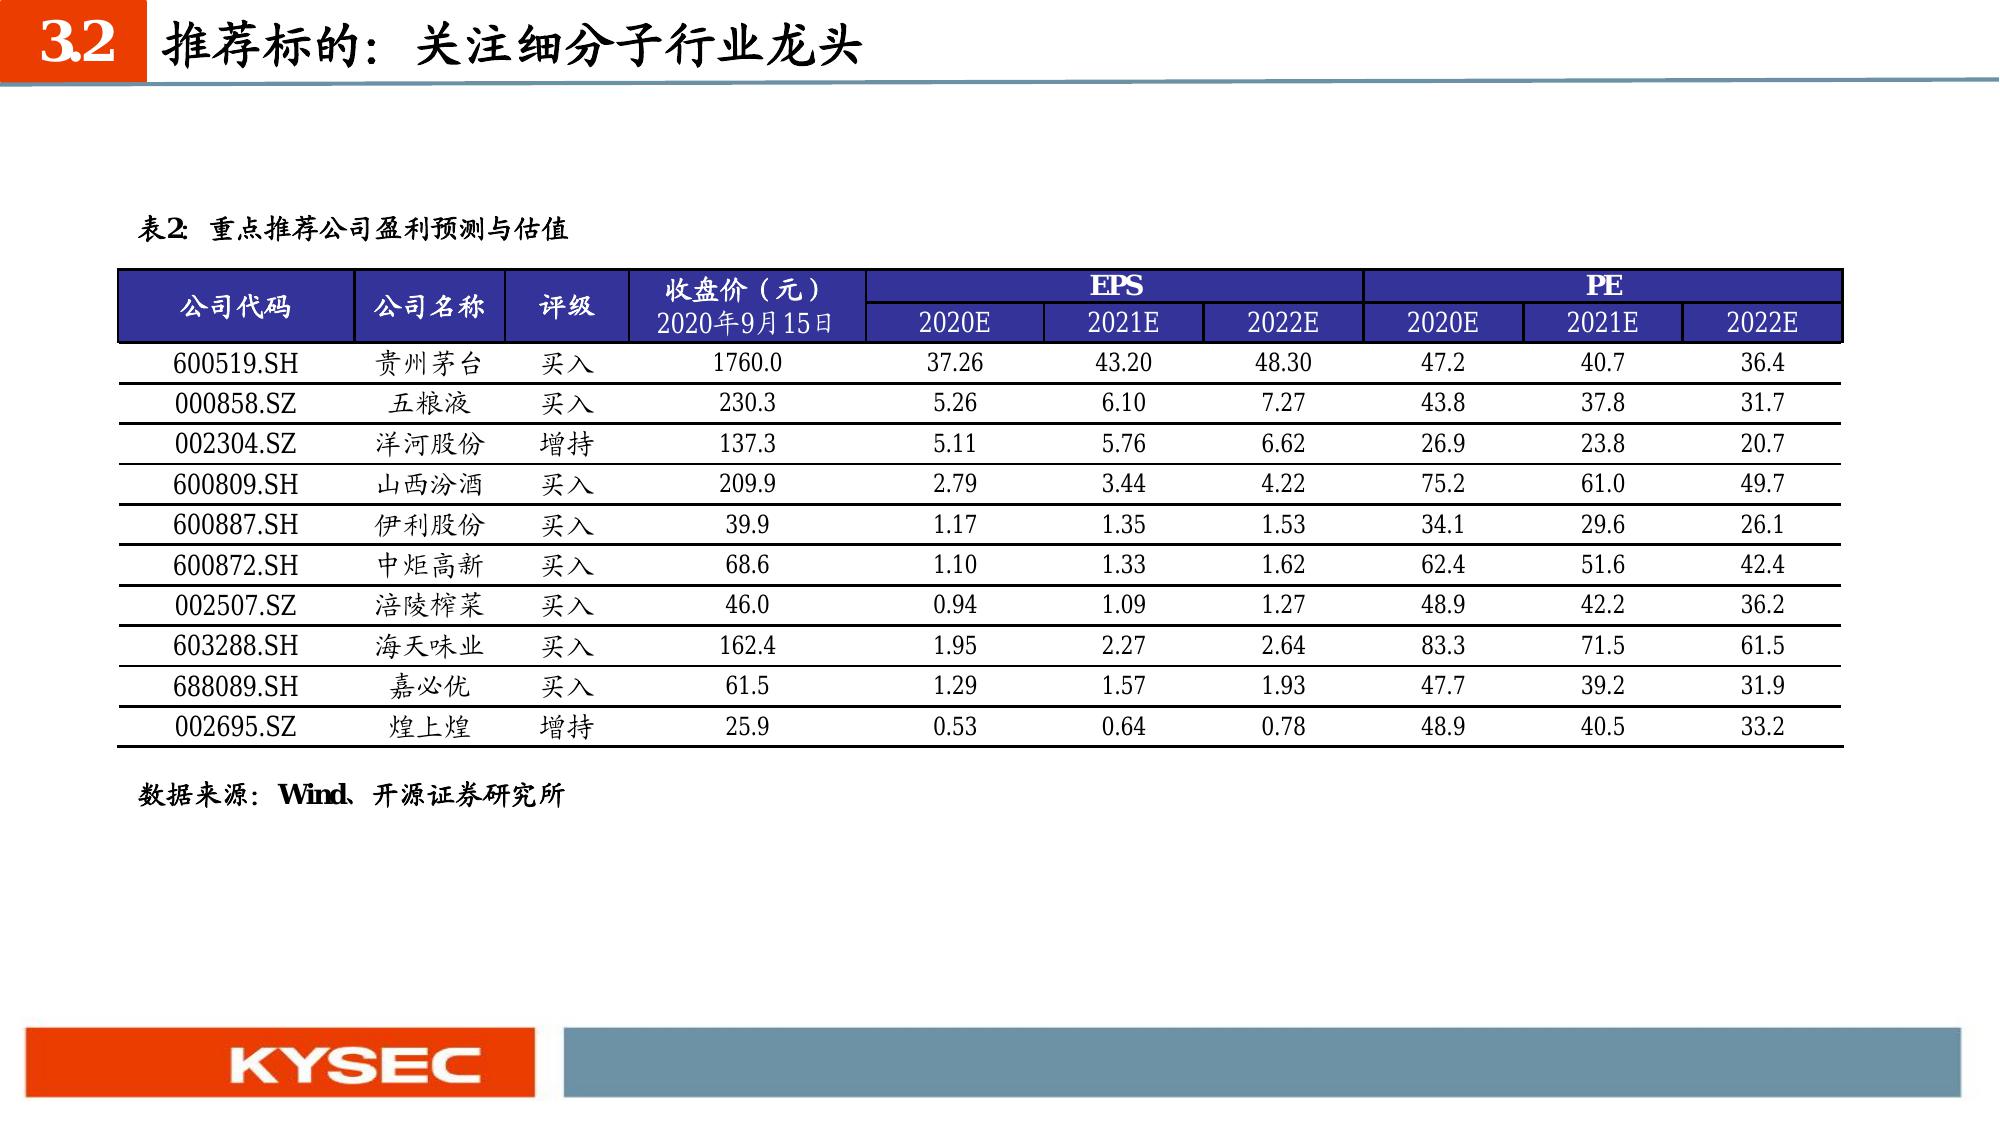 3.2 推荐标的：关注细分子行业龙头
表2：重点推荐公司盈利预测与估值
公司代码 公司名称 评级 收盘价（元） EPS PE
2020年9月15日 2020E 2021E 2022E 2020E 2021E 2022E
600519.SH 贵州茅台 买入 1760.0 37.26 43.20 48.30 47.2 40.7 36.4
000858.SZ 五粮液 买入 230.3 5.26 6.10 7.27 43.8 37.8 31.7
002304.SZ 洋河股份 增持 137.3 5.11 5.76 6.62 26.9 23.8 20.7
600809.SH 山西汾酒 买入 209.9 2.79 3.44 4.22 75.2 61.0 49.7
600887.SH 伊利股份 买入 39.9 1.17 1.35 1.53 34.1 29.6 26.1
600872.SH 中炬高新 买入 68.6 1.10 1.33 1.62 62.4 51.6 42.4
002507.SZ 涪陵榨菜 买入 46.0 0.94 1.09 1.27 48.9 42.2 36.2
603288.SH 海天味业 买入 162.4 1.95 2.27 2.64 83.3 71.5 61.5
688089.SH 嘉必优 买入 61.5 1.29 1.57 1.93 47.7 39.2 31.9
002695.SZ 煌上煌 增持 25.9 0.53 0.64 0.78 48.9 40.5 33.2
数据来源：Wind、开源证券研究所
KYSEC